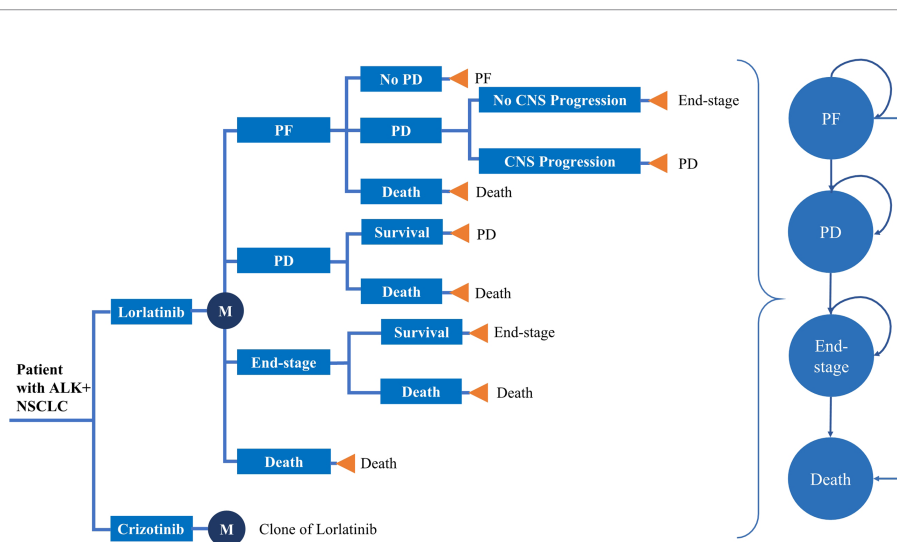 No PD
PF
No CNS Progression
End-stage
PF
PD
CNS Progression
PD
Death
Death
Survival
PD
PD
Death
Death
Lorlatinib
M
Survival
End-stage
End-stage
Death
Death
Patient
with ALK+
NSCLC
Death
Death
Crizotinib
M
Clone of Lorlatinib
PF
PD
End-
stage
Death